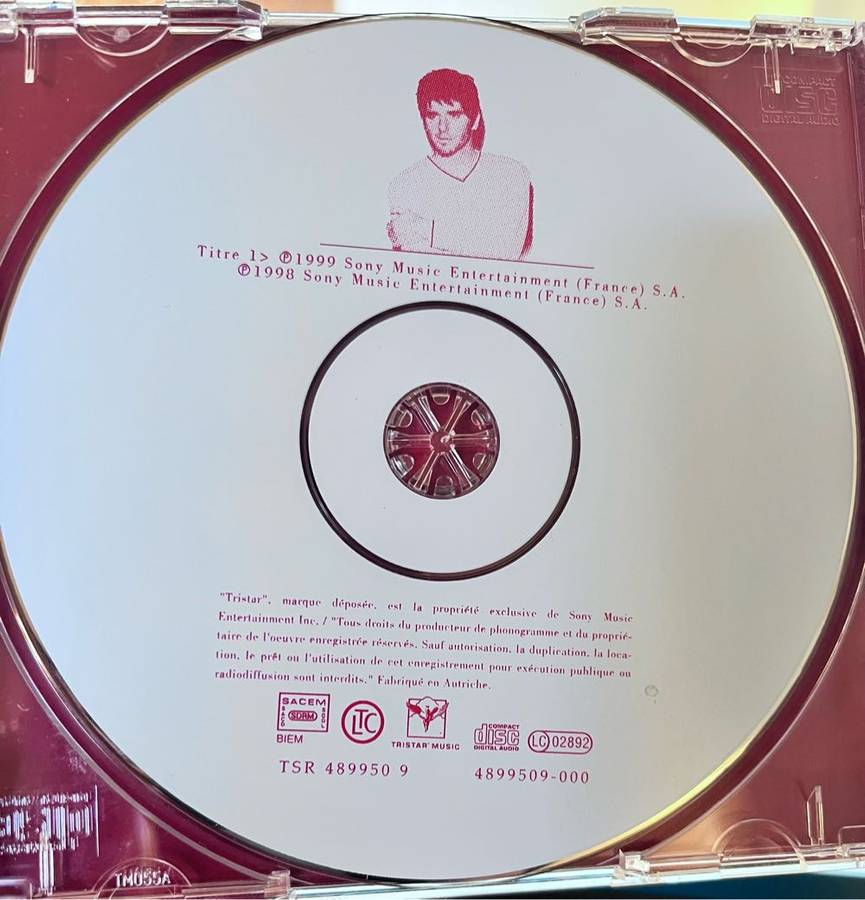 COMPACT
disc
DIGITAL AUDIO
Titre 1> ℗1999 Sony Music Entertainment (France) S.A.
℗1998 Sony Music Entertainment (France) S.A.
"Tristar", marque déposée, est la propriété exclusive de Sony Music
Entertainment Inc. / "Tous droits du producteur de phonogramme et du proprié-
taire de l'oeuvre enregistrée réservés. Sauf autorisation, la duplication, la loca-
tion, le prêt ou l'utilisation de cet enregistrement pour exécution publique ou
radiodiffusion sont interdits." Fabriqué en Autriche.
SACEM
SACD
SDRM
SGDL
BIEM
LTC
TRISTAR™ MUSIC
COMPACT
disc
DIGITAL AUDIO
LC 02892
TSR 489950 9
4899509-000
TM055A